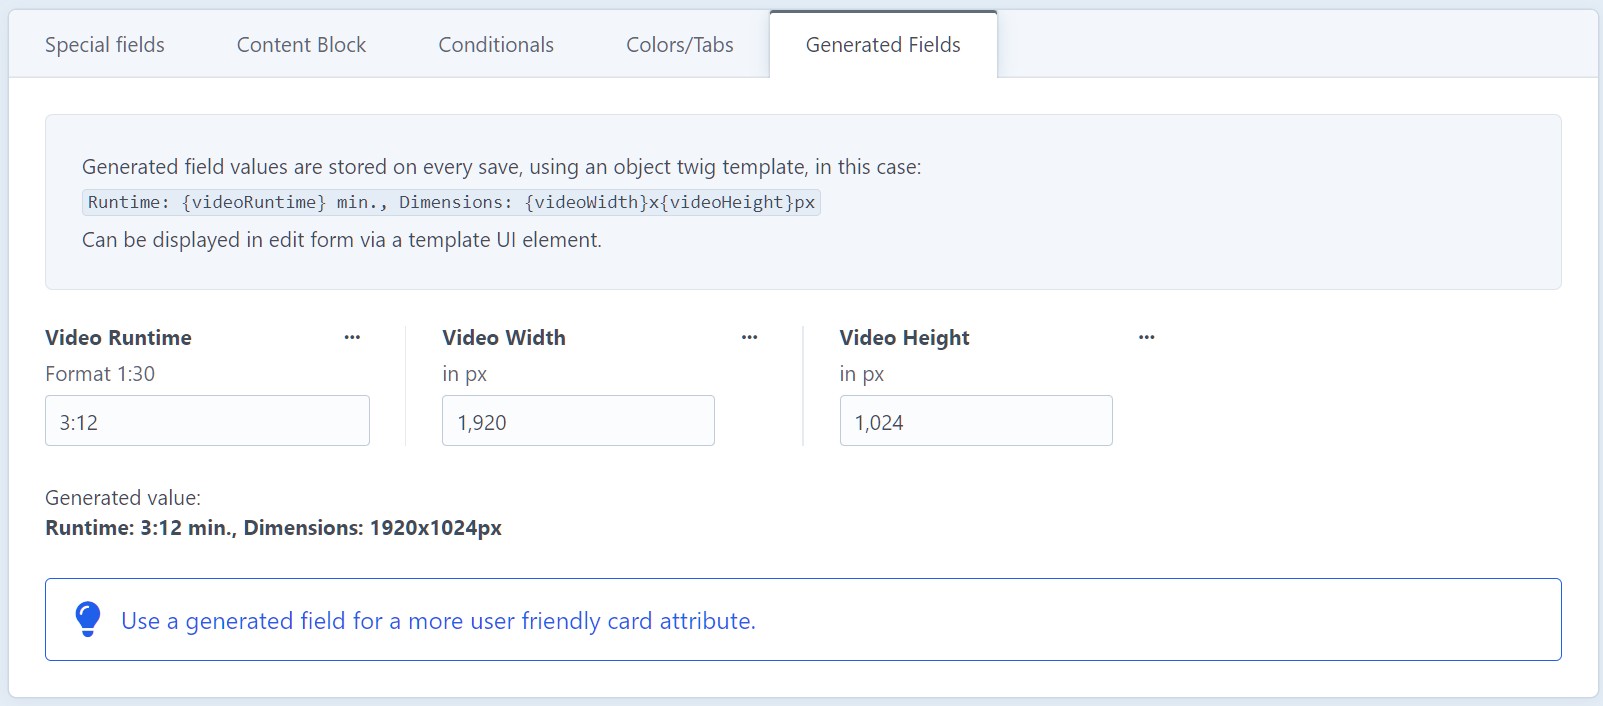 Special fields Content Block Conditionals Colors/Tabs Generated Fields
Generated field values are stored on every save, using an object twig template, in this case:
Runtime: {videoRuntime} min., Dimensions: {videoWidth}x{videoHeight}px
Can be displayed in edit form via a template UI element.
Video Runtime ... Video Width ... Video Height ...
Format 1:30 in px in px
3:12 1,920 1,024
Generated value:
Runtime: 3:12 min., Dimensions: 1920x1024px
Use a generated field for a more user friendly card attribute.